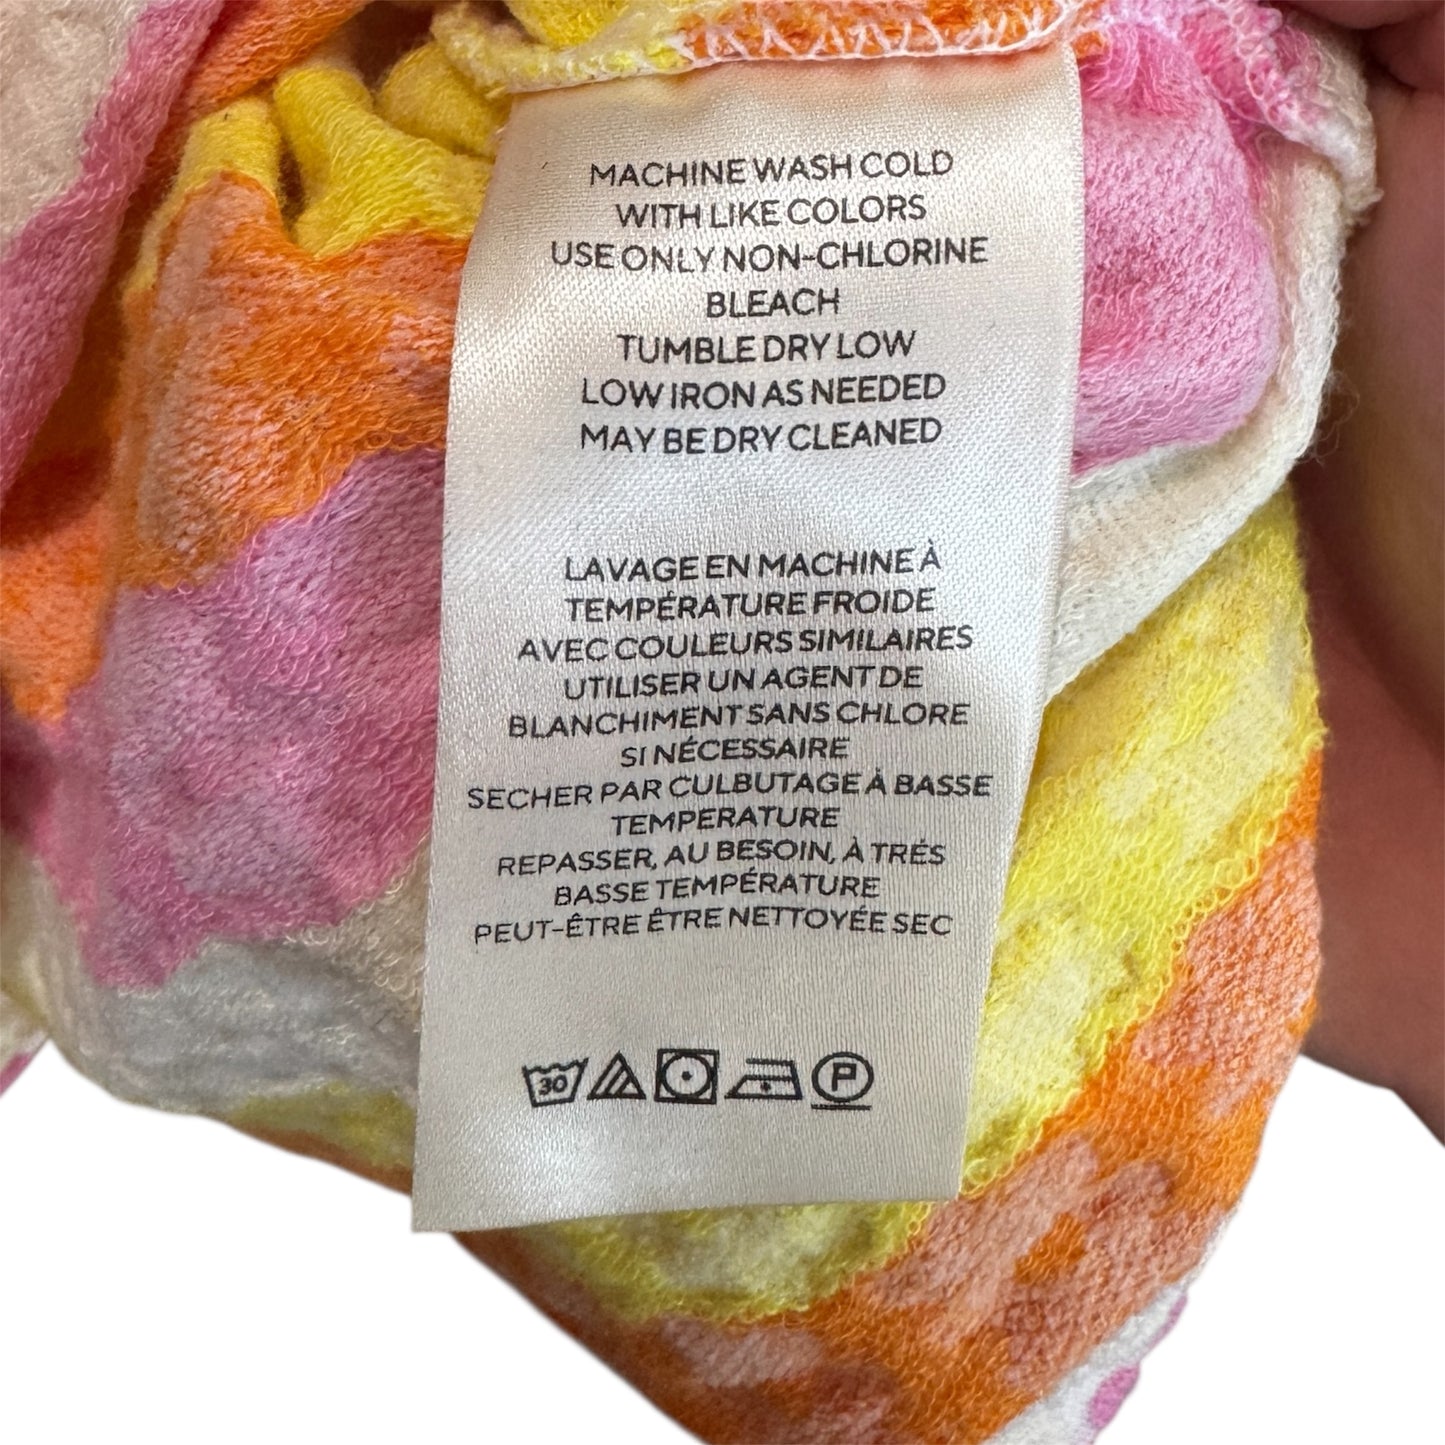 MACHINE WASH COLD
WITH LIKE COLORS
USE ONLY NON-CHLORINE
BLEACH
TUMBLE DRY LOW
LOW IRON AS NEEDED
MAY BE DRY CLEANED
LAVAGE EN MACHINE À
TEMPÉRATURE FROIDE
AVEC COULEURS SIMILAIRES
UTILISER UN AGENT DE
BLANCHIMENT SANS CHLORE
SI NÉCESSAIRE
SECHER PAR CULBUTAGE À BASSE
TEMPERATURE
REPASSER, AU BESOIN, À TRÉS
BASSE TEMPÉRATURE
PEUT-ÊTRE ÊTRE NETTOYÉE SEC
30 P